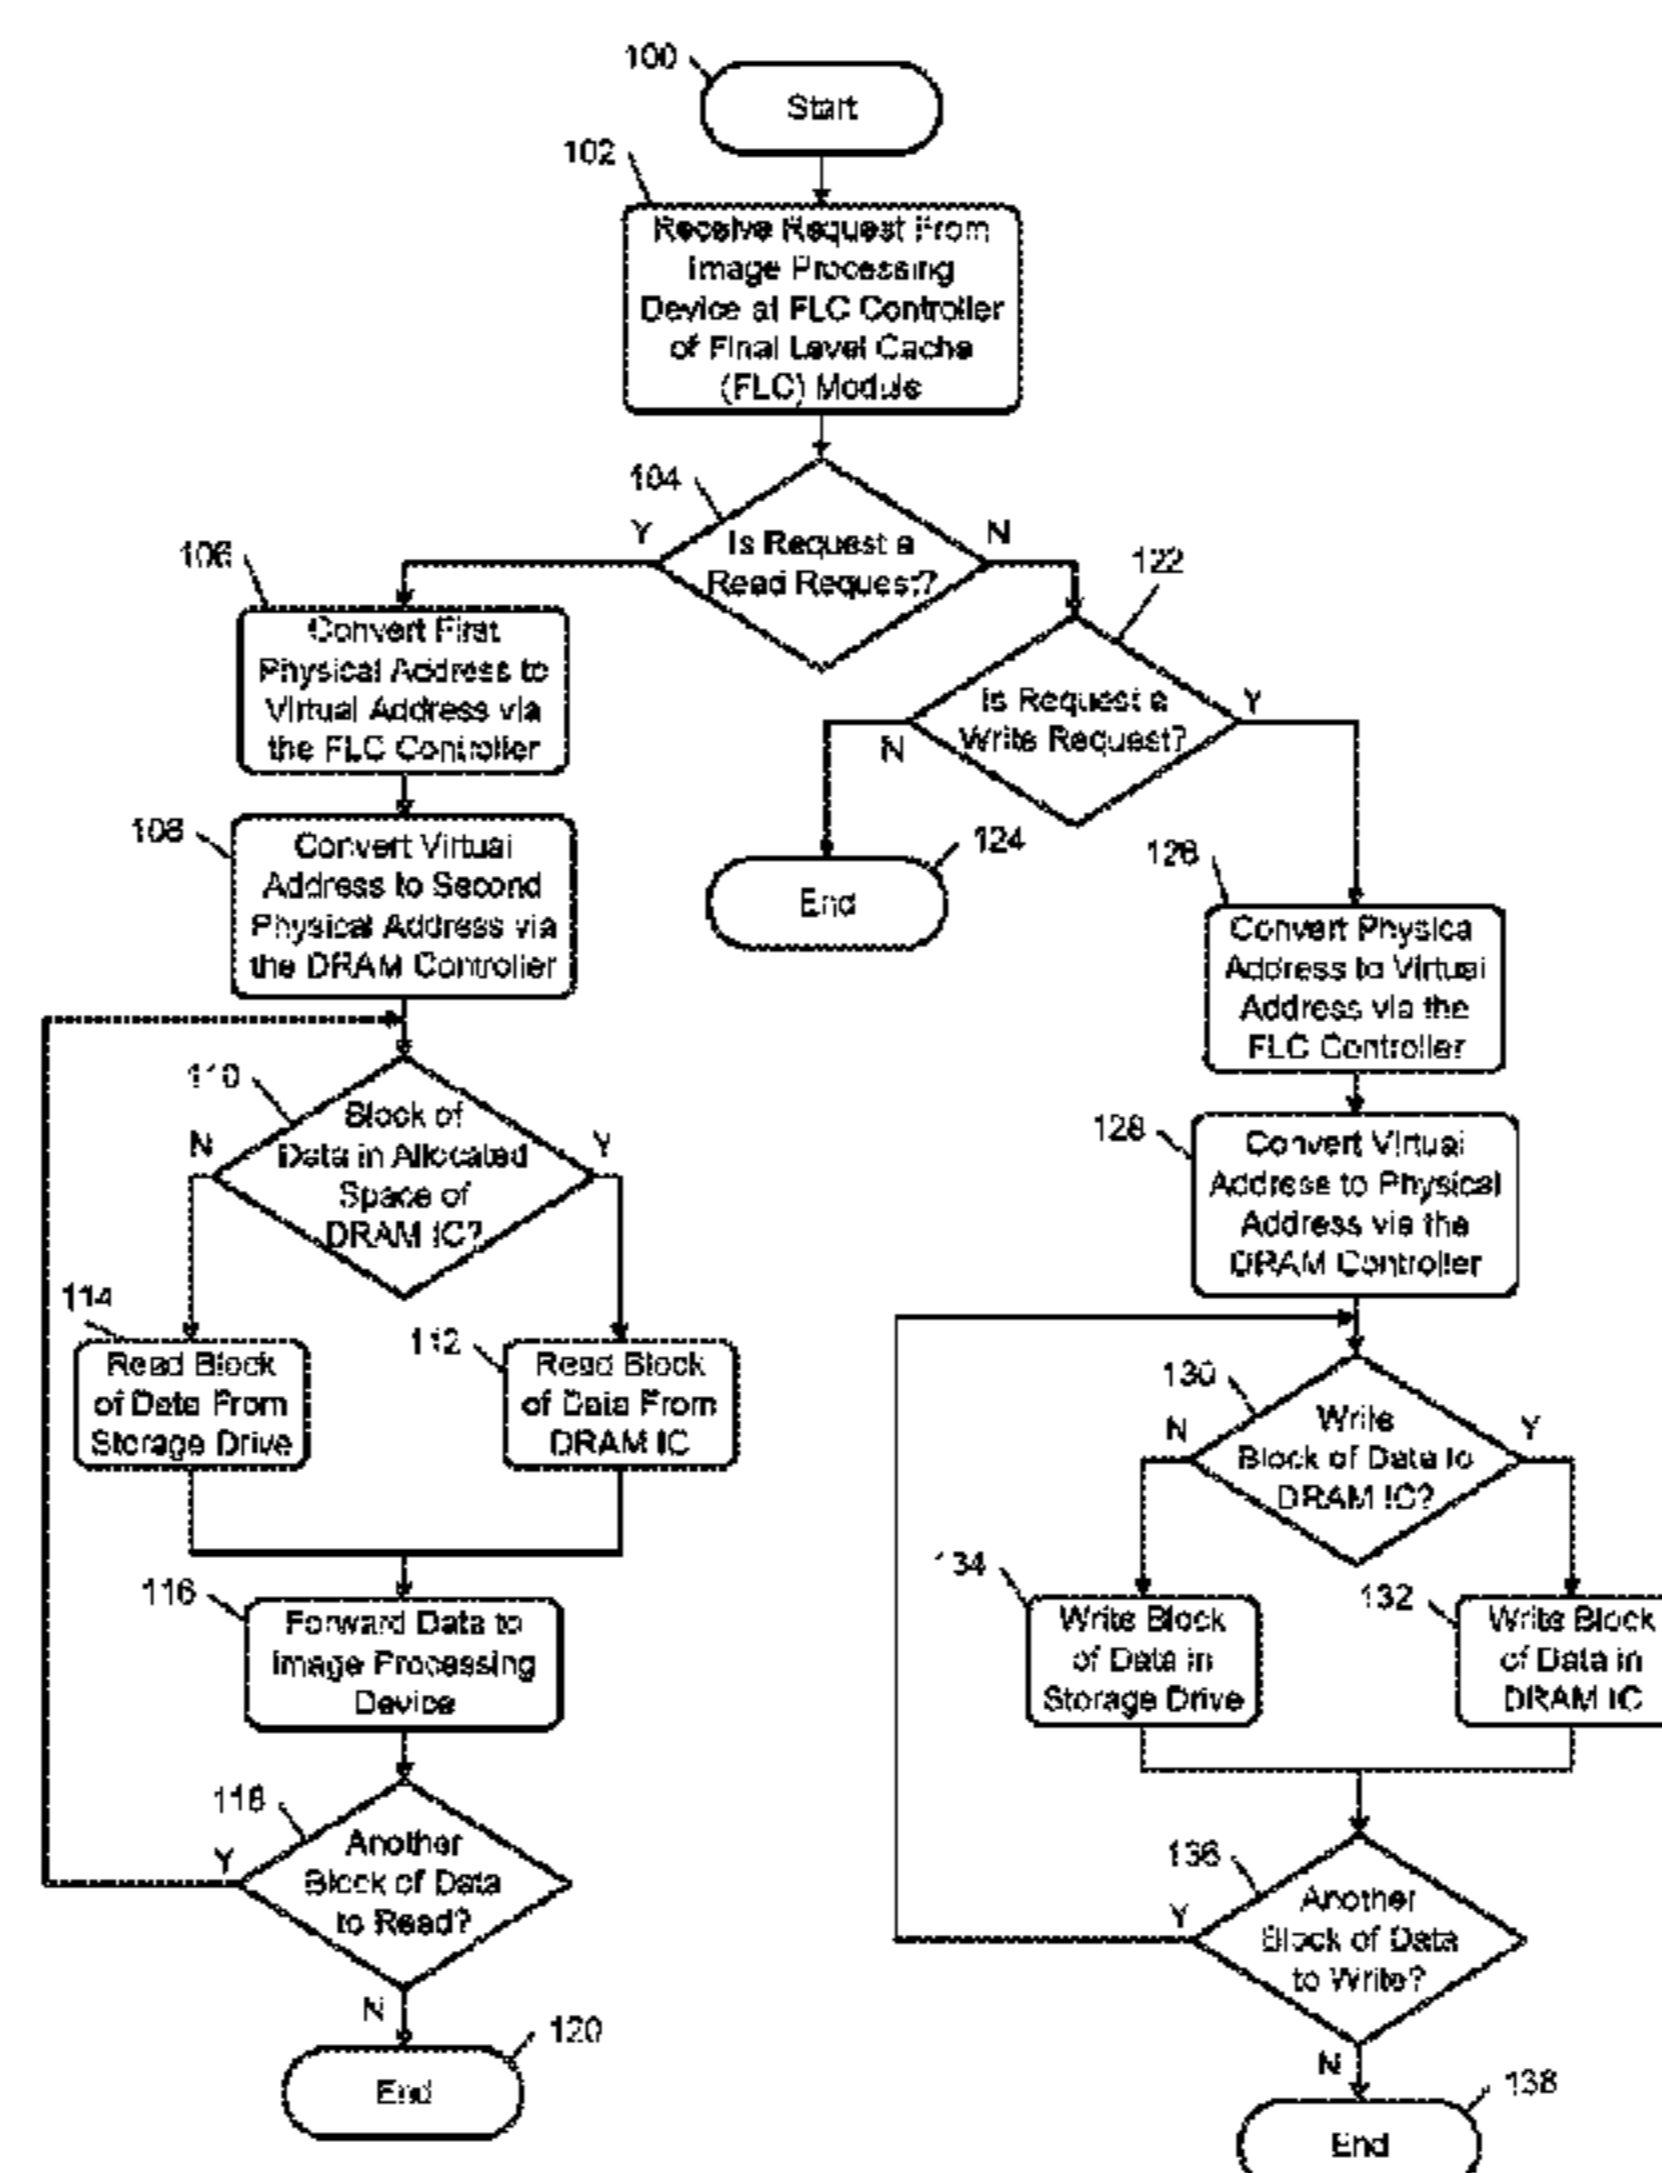 100
Start
102
Receive Request From
Image Processing
Device at FLC Controller
of Final Level Cache
(FLC) Module
104
Y
Is Request a
Read Request?
N
106
Convert First
Physical Address to
Virtual Address via
the FLC Controller
108
Convert Virtual
Address to Second
Physical Address via
the DRAM Controller
110
N
Block of
Data in Allocated
Space of
DRAM IC?
Y
114
Read Block
of Data From
Storage Drive
112
Read Block
of Data From
DRAM IC
116
Forward Data to
Image Processing
Device
118
Y
Another
Block of Data
to Read?
N
120
End
122
Is Request a
Write Request?
N
Y
124
End
126
Convert Physica
Address to Virtual
Address via the
FLC Controller
128
Convert Virtual
Address to Physical
Address via the
DRAM Controller
130
N
Write
Block of Data to
DRAM IC?
Y
134
Write Block
of Data in
Storage Drive
132
Write Block
of Data in
DRAM IC
136
Y
Another
Block of Data
to Write?
N
138
End